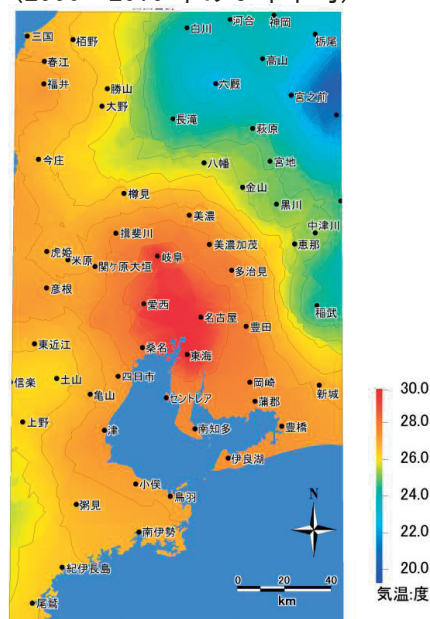 三国
栃野
白川
河合
神岡
栃尾
春江
高山
福井
勝山
六厩
宮之前
大野
長滝
萩原
今庄
八幡
宮地
金山
樽見
黒川
美濃
中津川
揖斐川
美濃加茂
恵那
虎姫
米原
関ケ原
大垣
岐阜
多治見
彦根
愛西
名古屋
稲武
豊田
東近江
桑名
東海
信楽
土山
四日市
岡崎
新城
亀山
セントレア
蒲郡
上野
津
南知多
豊橋
伊良湖
小俣
鳥羽
粥見
南伊勢
紀伊長島
尾鷲
N
0 20 40
km
30.0
28.0
26.0
24.0
22.0
20.0
気温:度